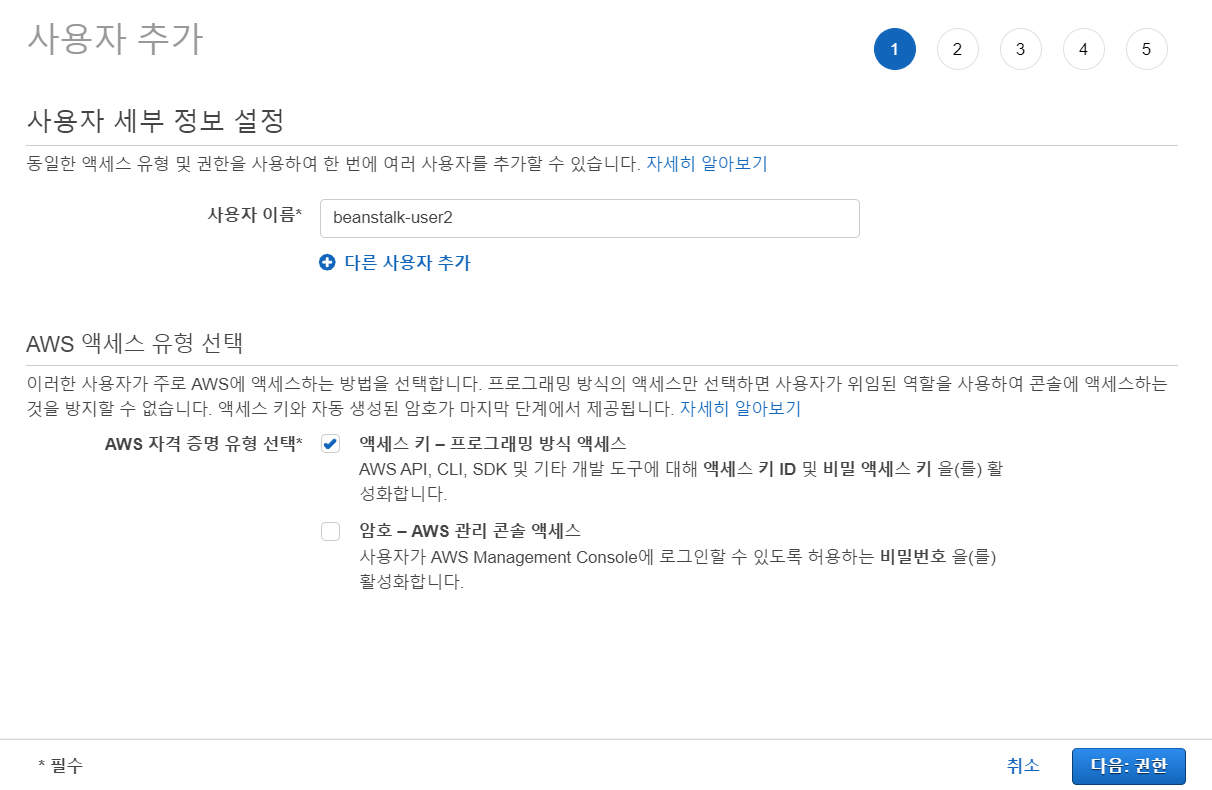 사용자 추가
1 2 3 4 5
사용자 세부 정보 설정
동일한 액세스 유형 및 권한을 사용하여 한 번에 여러 사용자를 추가할 수 있습니다. 자세히 알아보기
사용자 이름* beanstalk-user2
다른 사용자 추가
AWS 액세스 유형 선택
이러한 사용자가 주로 AWS에 액세스하는 방법을 선택합니다. 프로그래밍 방식의 액세스만 선택하면 사용자가 위임된 역할을 사용하여 콘솔에 액세스하는
것을 방지할 수 없습니다. 액세스 키와 자동 생성된 암호가 마지막 단계에서 제공됩니다. 자세히 알아보기
AWS 자격 증명 유형 선택* 액세스 키 – 프로그래밍 방식 액세스
AWS API, CLI, SDK 및 기타 개발 도구에 대해 액세스 키 ID 및 비밀 액세스 키 을(를) 활
성화합니다.
암호 – AWS 관리 콘솔 액세스
사용자가 AWS Management Console에 로그인할 수 있도록 허용하는 비밀번호 을(를)
활성화합니다.
* 필수 취소 다음: 권한